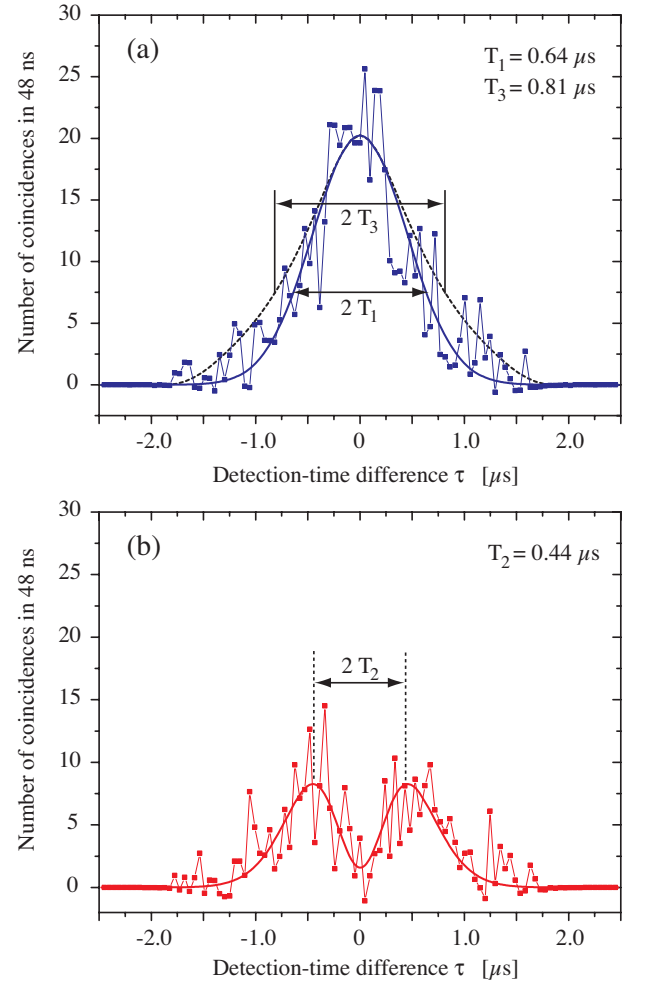 (a)
T₁ = 0.64 µs
T₃ = 0.81 µs
Number of coincidences in 48 ns
30
25
20
15
10
5
0
2 T₃
2 T₁
-2.0 -1.0 0 1.0 2.0
Detection-time difference τ [µs]
(b)
T₂ = 0.44 µs
Number of coincidences in 48 ns
30
25
20
15
10
5
0
2 T₂
-2.0 -1.0 0 1.0 2.0
Detection-time difference τ [µs]